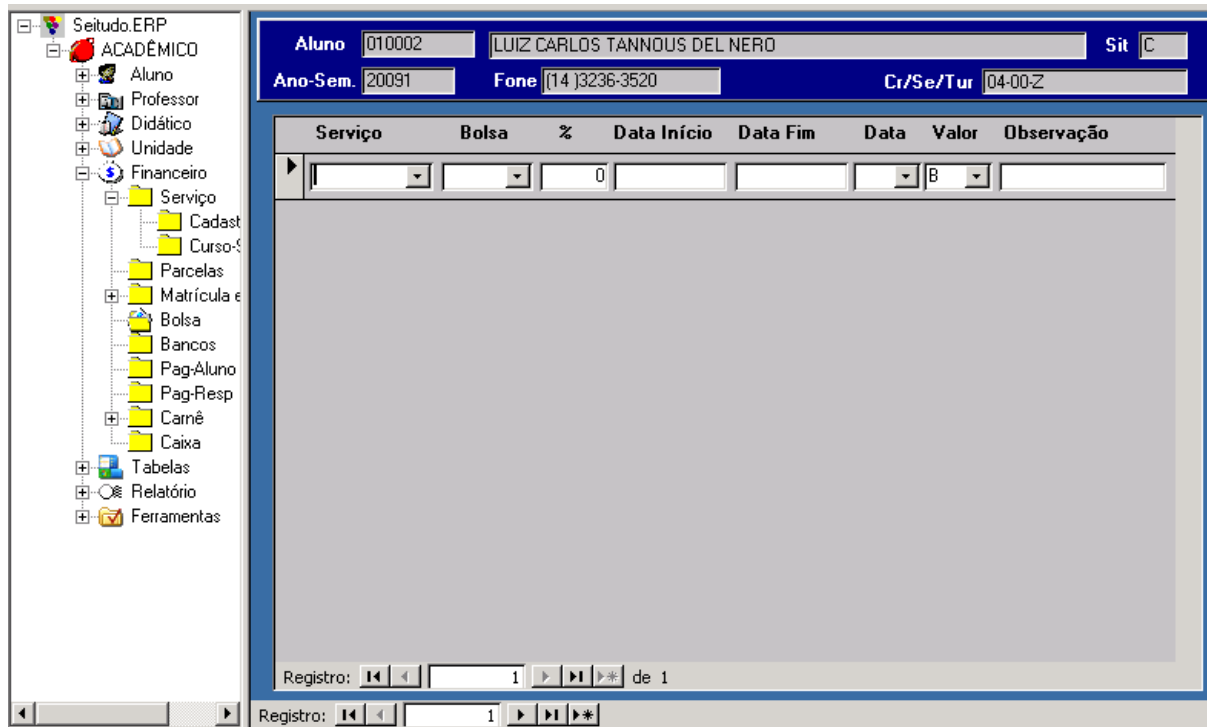 Seitudo.ERP
ACADÊMICO
Aluno
Professor
Didático
Unidade
Financeiro
Serviço
Cadast
Curso-S
Parcelas
Matrícula e
Bolsa
Bancos
Pag-Aluno
Pag-Resp
Carnê
Caixa
Tabelas
Relatório
Ferramentas
Aluno 010002 LUIZ CARLOS TANNOUS DEL NERO Sit C
Ano-Sem. 20091 Fone (14 )3236-3520 Cr/Se/Tur 04-00-Z
Serviço Bolsa % Data Início Data Fim Data Valor Observação
0 B
Registro: 1 de 1
Registro: 1